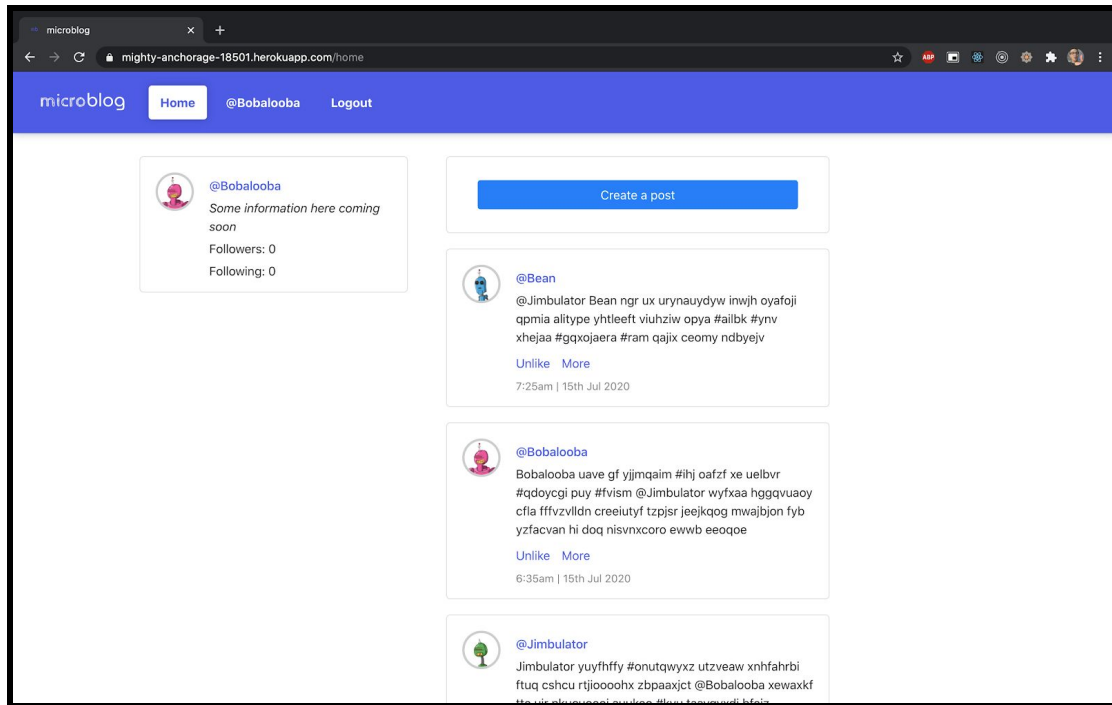 microblog
mighty-anchorage-18501.herokuapp.com/home
ABP
microblog Home @Bobalooba Logout
@Bobalooba
Some information here coming
soon
Followers: 0
Following: 0
Create a post
@Bean
@Jimbulator Bean ngr ux urynauydyw inwjh oyafoji
qpmia alitype yhtleeft viuhziw opya #ailbk #ynv
xhejaa #gqxojaera #ram qajix ceomy ndbyejv
Unlike More
7:25am | 15th Jul 2020
@Bobalooba
Bobalooba uave gf yjjmqaim #ihj oafzf xe uelbvr
#qdoycgi puy #fvism @Jimbulator wyfxaa hggqvuaoy
cfla fffvzvlldn creeiutyf tzpjsr jeejkqog mwajbjon fyb
yzfacvan hi doq nisvnxcoro ewwb eeoqoe
Unlike More
6:35am | 15th Jul 2020
@Jimbulator
Jimbulator yuyfhffy #onutqwyxz utzveaw xnhfahrbi
ftuq cshcu rtjioooohx zbpaaxjct @Bobalooba xewaxkf